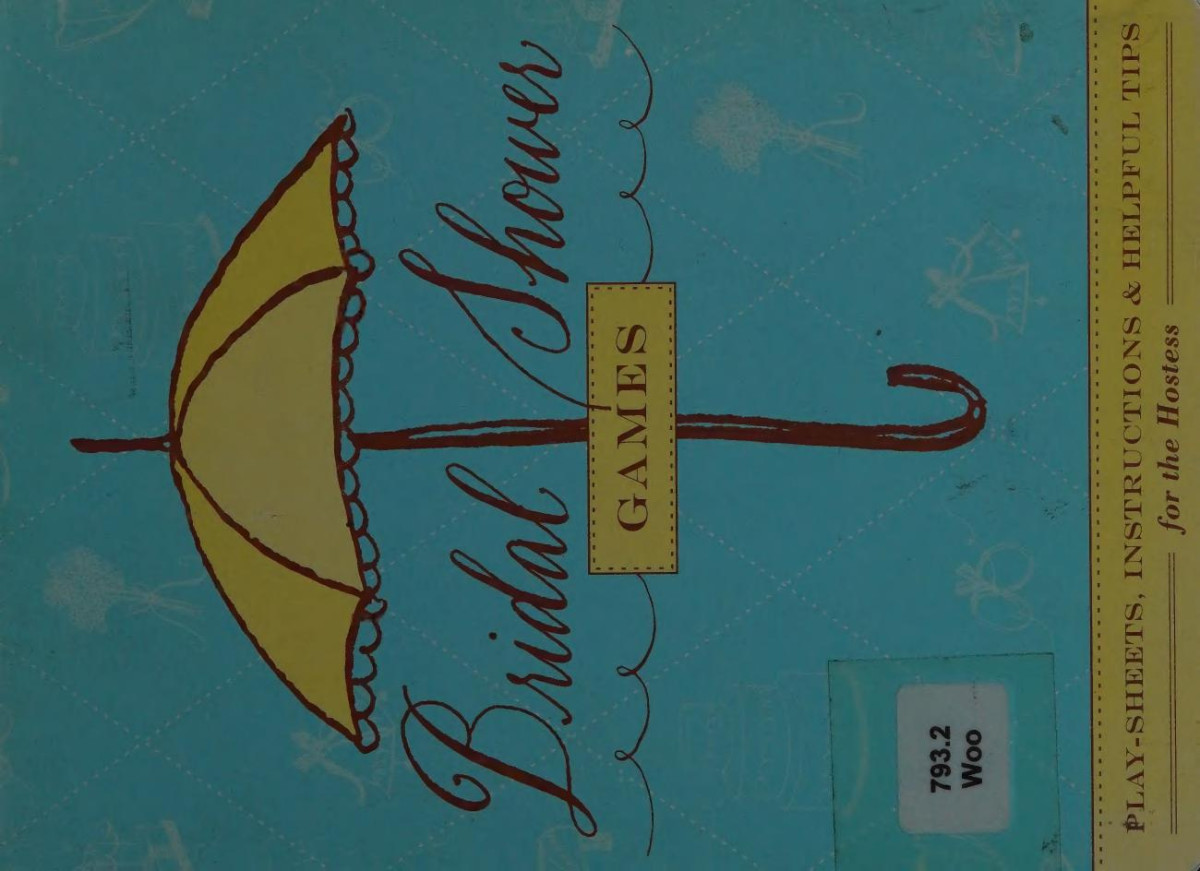 Bridal Shower
GAMES
793.2
Woo
PLAY-SHEETS, INSTRUCTIONS & HELPFUL TIPS
for the Hostess